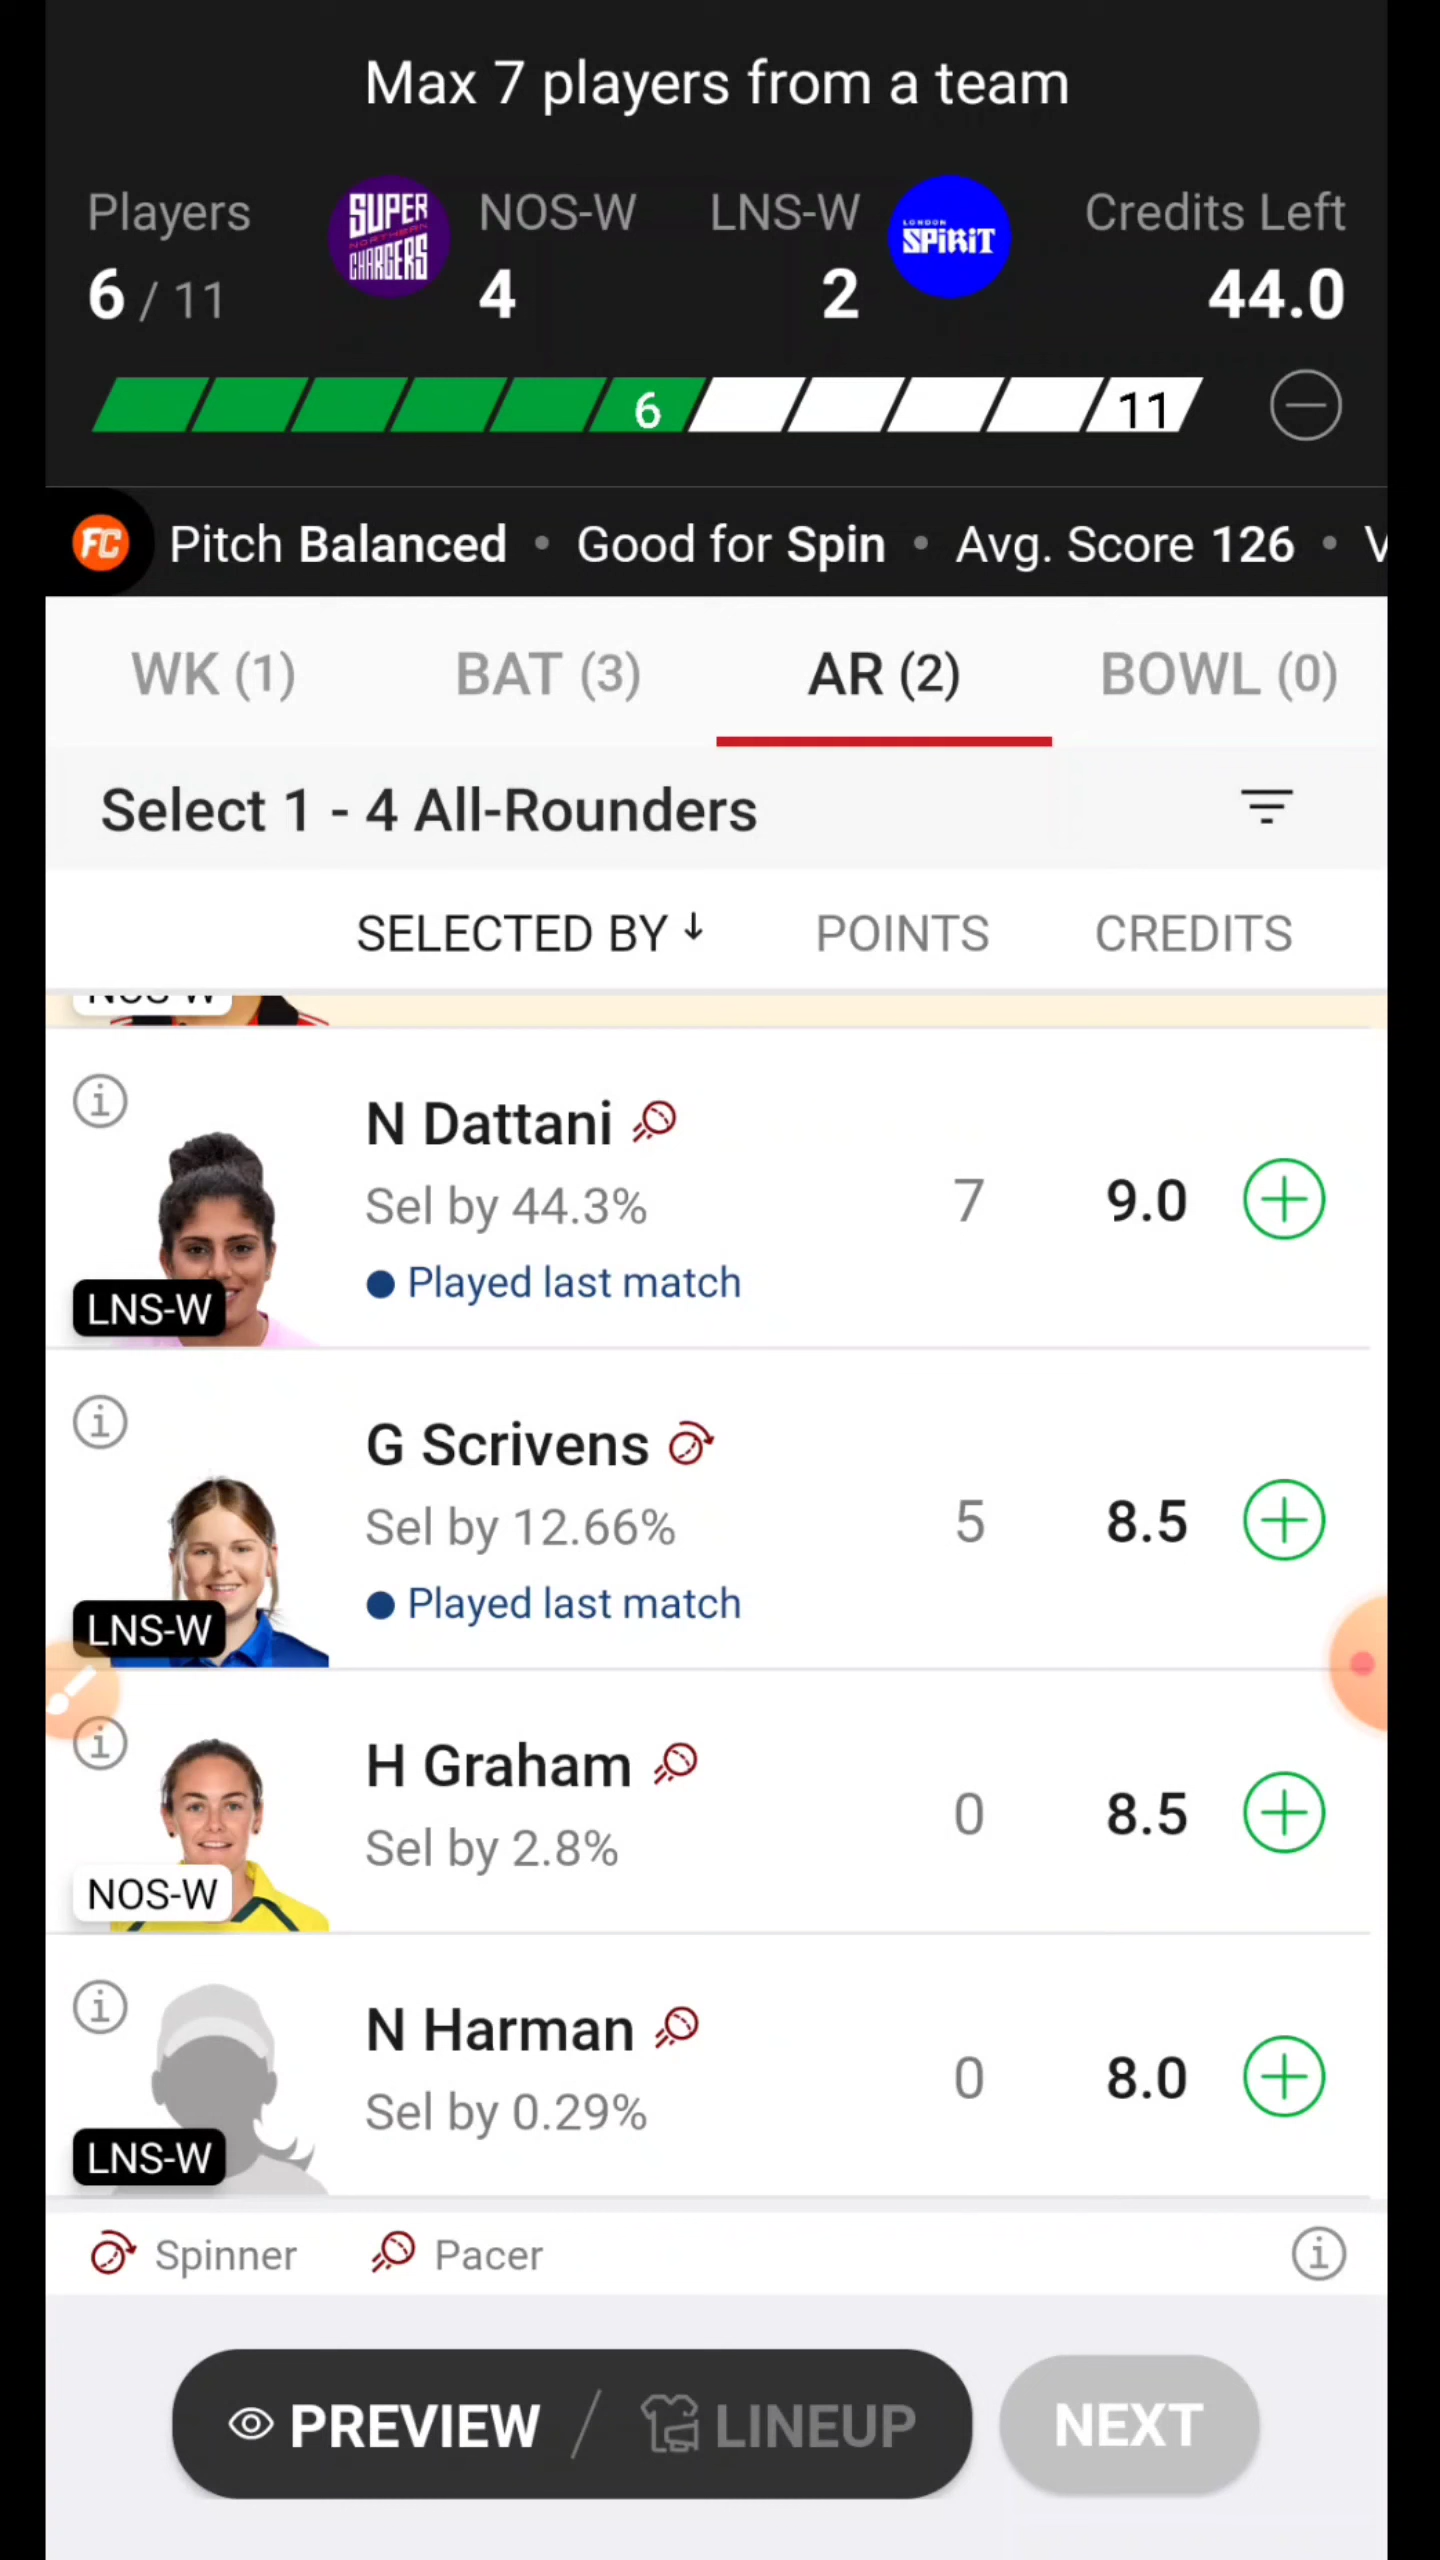 Max 7 players from a team
Players NOS-W LNS-W Credits Left
SUPER NORTHERN CHARGERS
LONDON SPIRIT
6 / 11 4 2 44.0
6 11
FC Pitch Balanced • Good for Spin • Avg. Score 126 • V
WK (1) BAT (3) AR (2) BOWL (0)
Select 1 - 4 All-Rounders
SELECTED BY ↓ POINTS CREDITS
NOS-W
N Dattani
Sel by 44.3% 7 9.0
Played last match
LNS-W
G Scrivens
Sel by 12.66% 5 8.5
Played last match
LNS-W
H Graham
Sel by 2.8% 0 8.5
NOS-W
N Harman
Sel by 0.29% 0 8.0
LNS-W
Spinner Pacer
PREVIEW / LINEUP NEXT